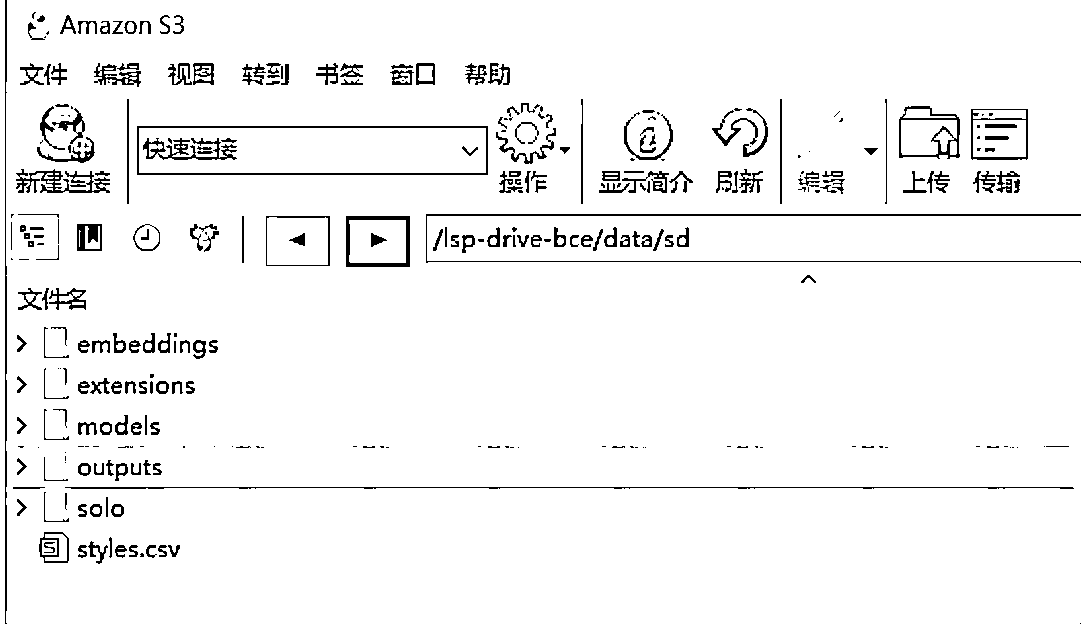 Amazon S3
文件 编辑 视图 转到 书签 窗口 帮助
快速连接
新建连接 操作 显示简介 刷新 编辑 上传 传输
/lsp-drive-bce/data/sd
文件名
embeddings
extensions
models
outputs
solo
styles.csv